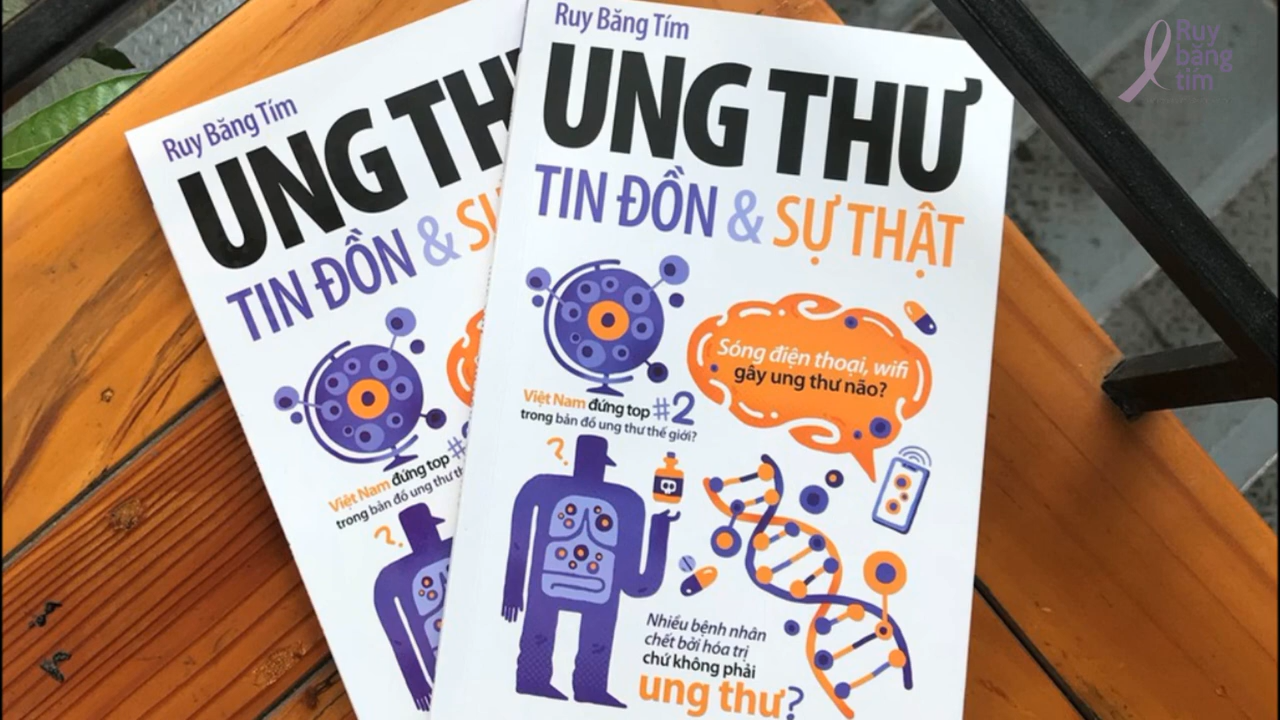 Ruy Băng Tím
UNG THƯ
TIN ĐỒN & SỰ THẬT
Sóng điện thoại, wifi
gây ung thư não?
Việt Nam đứng top #2
trong bản đồ ung thư thế giới?
Nhiều bệnh nhân
chết bởi hóa trị
chứ không phải
ung thư?
Ruy Băng Tím
UNG TH
TIN ĐỒN & S
Việt Nam đứng top #
trong bản đồ ung thư th
Ruy
băng
tím